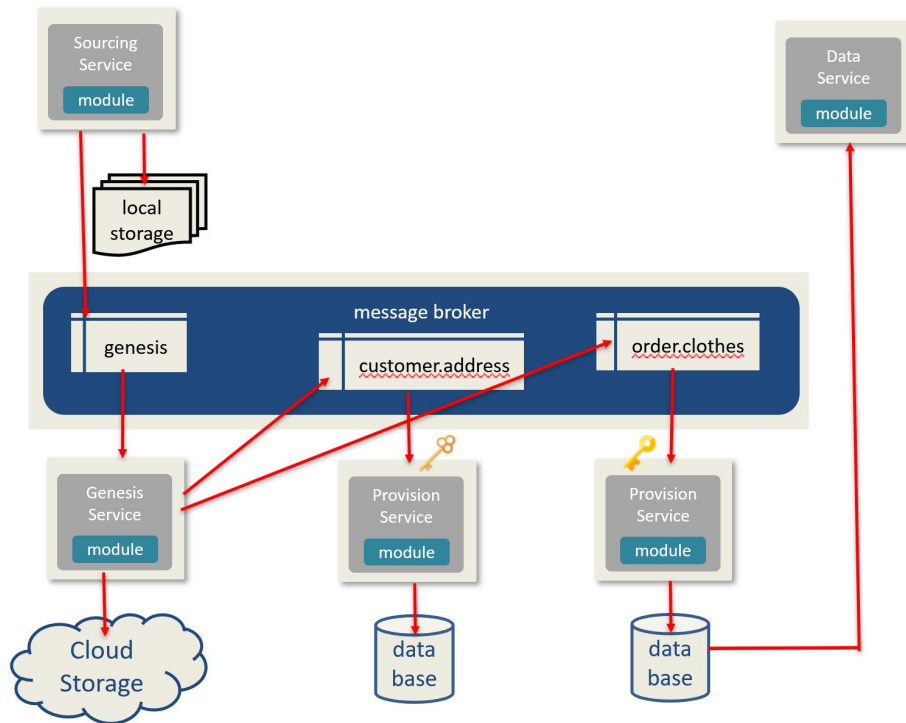 Sourcing
Service
module
Data
Service
module
local
storage
message broker
genesis
customer.address
order.clothes
Genesis
Service
module
Provision
Service
module
Provision
Service
module
Cloud
Storage
data
base
data
base